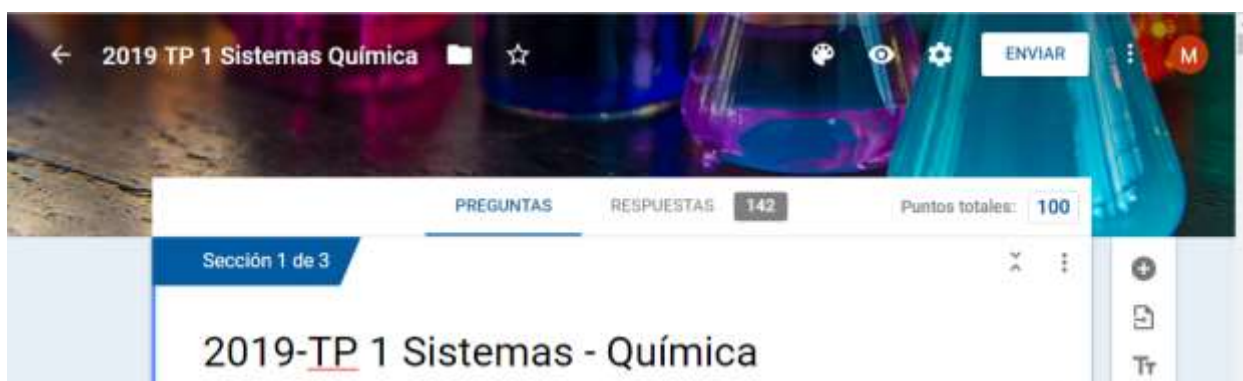 2019 TP 1 Sistemas Química ENVIAR M
PREGUNTAS RESPUESTAS 142 Puntos totales: 100
Sección 1 de 3
2019-TP 1 Sistemas - Química
Tт